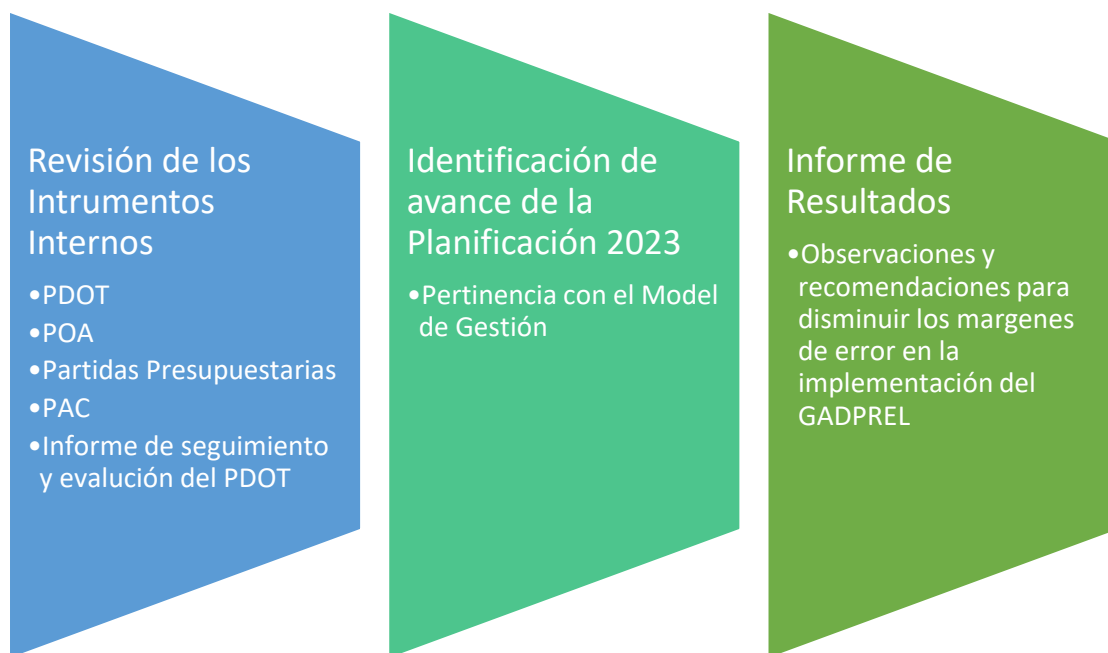 Revisión de los
Intrumentos
Internos
•PDOT
•POA
•Partidas Presupuestarias
•PAC
•Informe de seguimiento
y evalución del PDOT
Identificación de
avance de la
Planificación 2023
•Pertinencia con el Model
de Gestión
Informe de
Resultados
•Observaciones y
recomendaciones para
disminuir los margenes
de error en la
implementación del
GADPREL